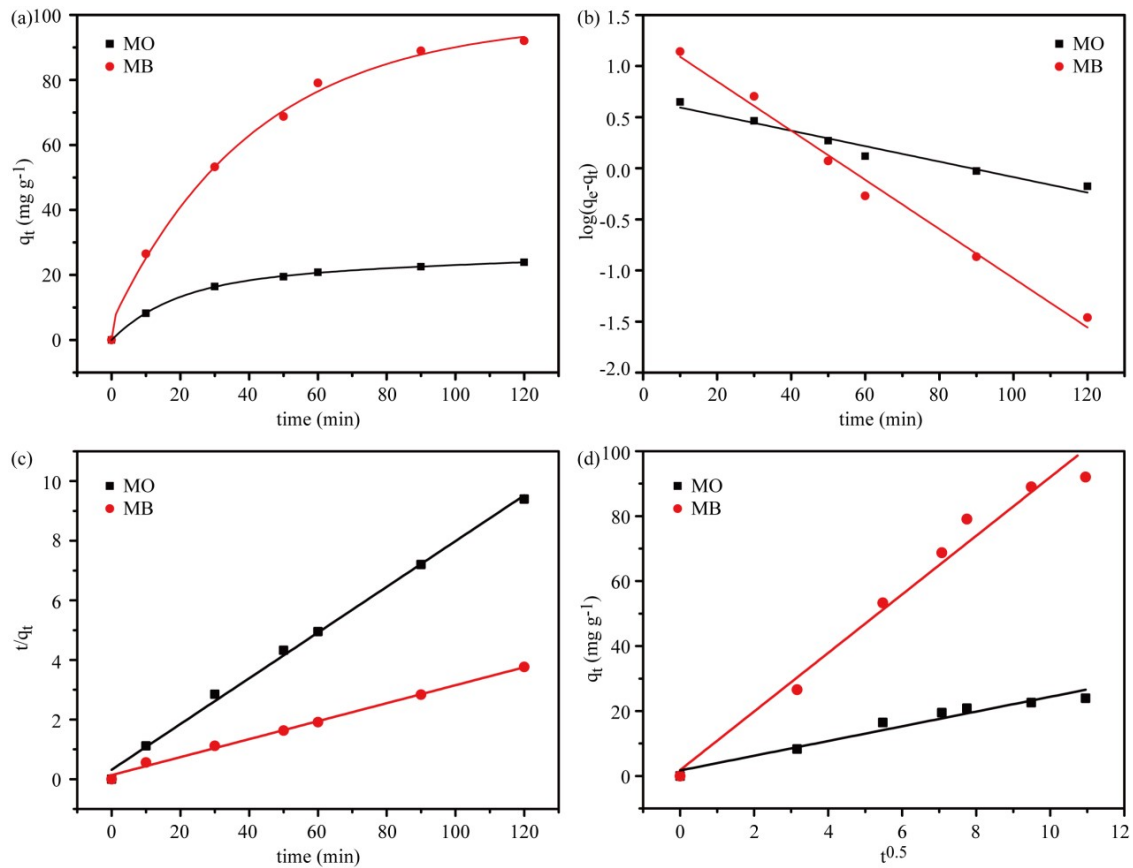 (a)
MO
MB
100
80
60
40
20
0
qt (mg g-1)
0 20 40 60 80 100 120
time (min)
(b)
MO
MB
1.0
0.5
0.0
-0.5
-1.0
-1.5
-2.0
log(qe-qt)
0 20 40 60 80 100 120
time (min)
(c)
MO
MB
10
8
6
4
2
0
t/qt
0 20 40 60 80 100 120
time (min)
(d)
MO
MB
100
80
60
40
20
0
qt (mg g-1)
0 2 4 6 8 10 12
t0.5